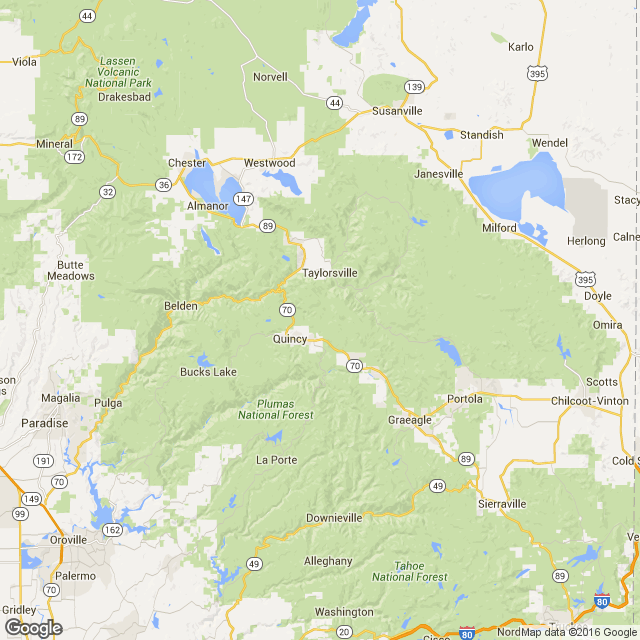 44
Karlo
Viola
Lassen
Volcanic
National Park
Norvell
395
Drakesbad
139
44
Susanville
89
Standish
Mineral
Wendel
172
Chester
Westwood
Janesville
36
32
147
Stacy
Almanor
89
Milford
Calne
Herlong
Butte
Meadows
Taylorsville
395
Doyle
Belden
70
Omira
Quincy
70
Bucks Lake
Scotts
Magalia
Pulga
Portola
Chilcoot-Vinton
Plumas
National Forest
Paradise
Graeagle
191
La Porte
89
Cold S
70
49
149
99
Sierraville
162
Downieville
Oroville
Alleghany
49
Tahoe
National Forest
Palermo
89
70
Gridley
Washington
80
20
80
Google
NordMap data ©2016 Google